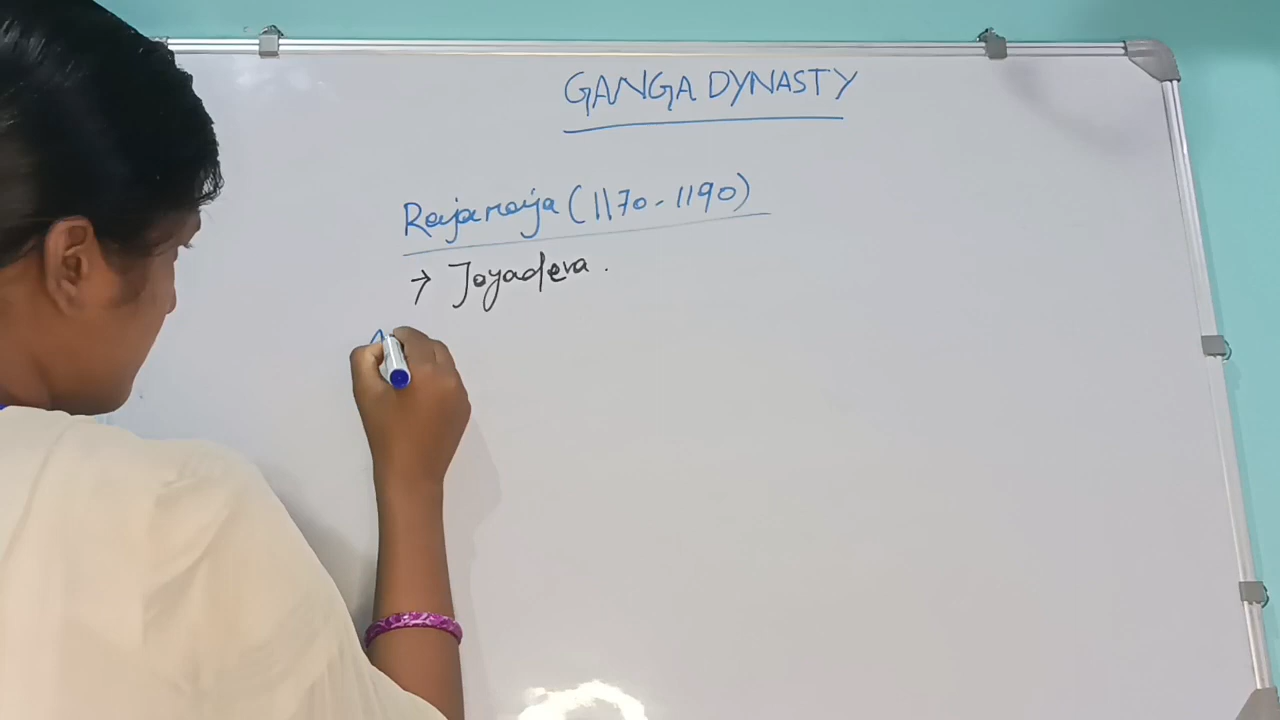 GANGA DYNASTY
Rajaraja (1170-1190)
→ Jayadeva.